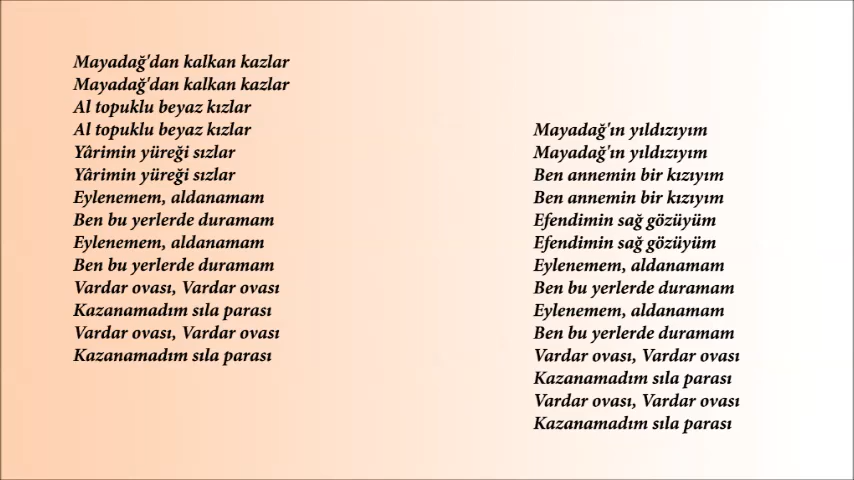 Mayadağ'dan kalkan kazlar
Mayadağ'dan kalkan kazlar
Al topuklu beyaz kızlar
Al topuklu beyaz kızlar
Yârimin yüreği sızlar
Yârimin yüreği sızlar
Eylenemem, aldanamam
Ben bu yerlerde duramam
Eylenemem, aldanamam
Ben bu yerlerde duramam
Vardar ovası, Vardar ovası
Kazanamadım sıla parası
Vardar ovası, Vardar ovası
Kazanamadım sıla parası
Mayadağ'ın yıldızıyım
Mayadağ'ın yıldızıyım
Ben annemin bir kızıyım
Ben annemin bir kızıyım
Efendimin sağ gözüyüm
Efendimin sağ gözüyüm
Eylenemem, aldanamam
Ben bu yerlerde duramam
Eylenemem, aldanamam
Ben bu yerlerde duramam
Vardar ovası, Vardar ovası
Kazanamadım sıla parası
Vardar ovası, Vardar ovası
Kazanamadım sıla parası